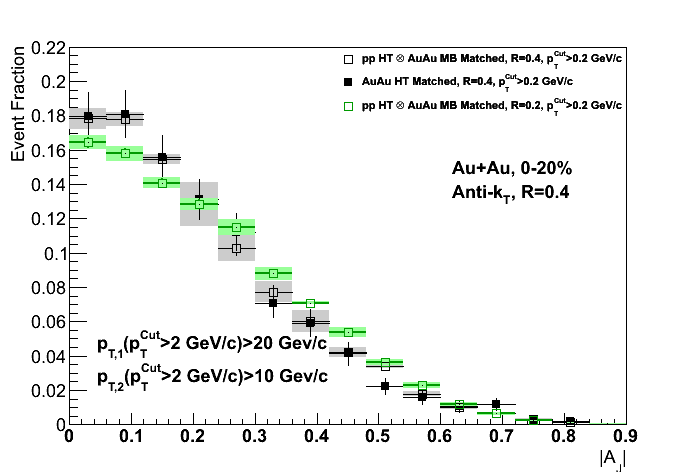 0.22
0.2
0.18
0.16
0.14
0.12
0.1
0.08
0.06
0.04
0.02
0
Event Fraction
pp HT ⊗ AuAu MB Matched, R=0.4, p_T^Cut>0.2 GeV/c
AuAu HT Matched, R=0.4, p_T^Cut>0.2 GeV/c
pp HT ⊗ AuAu MB Matched, R=0.2, p_T^Cut>0.2 GeV/c
Au+Au, 0-20%
Anti-k_T, R=0.4
p_T,1(p_T^Cut>2 GeV/c)>20 Gev/c
p_T,2(p_T^Cut>2 GeV/c)>10 Gev/c
0 0.1 0.2 0.3 0.4 0.5 0.6 0.7 0.8 0.9
|A_J|